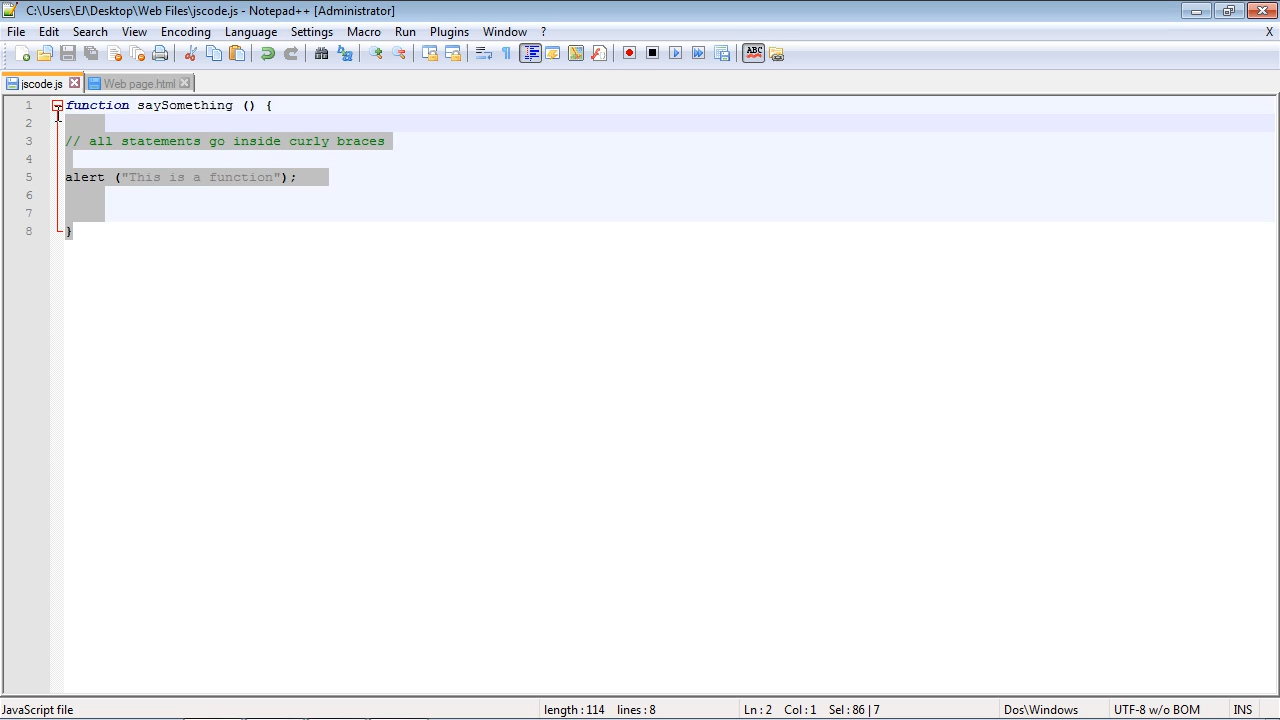 C:\Users\EJ\Desktop\Web Files\jscode.js - Notepad++ [Administrator]
File Edit Search View Encoding Language Settings Macro Run Plugins Window ? X
ABC
jscode.js Web page.html
1 function saySomething () {
2
3 // all statements go inside curly braces
4
5 alert ("This is a function");
6
7
8 }
JavaScript file length : 114 lines : 8 Ln : 2 Col : 1 Sel : 86 | 7 Dos\Windows UTF-8 w/o BOM INS